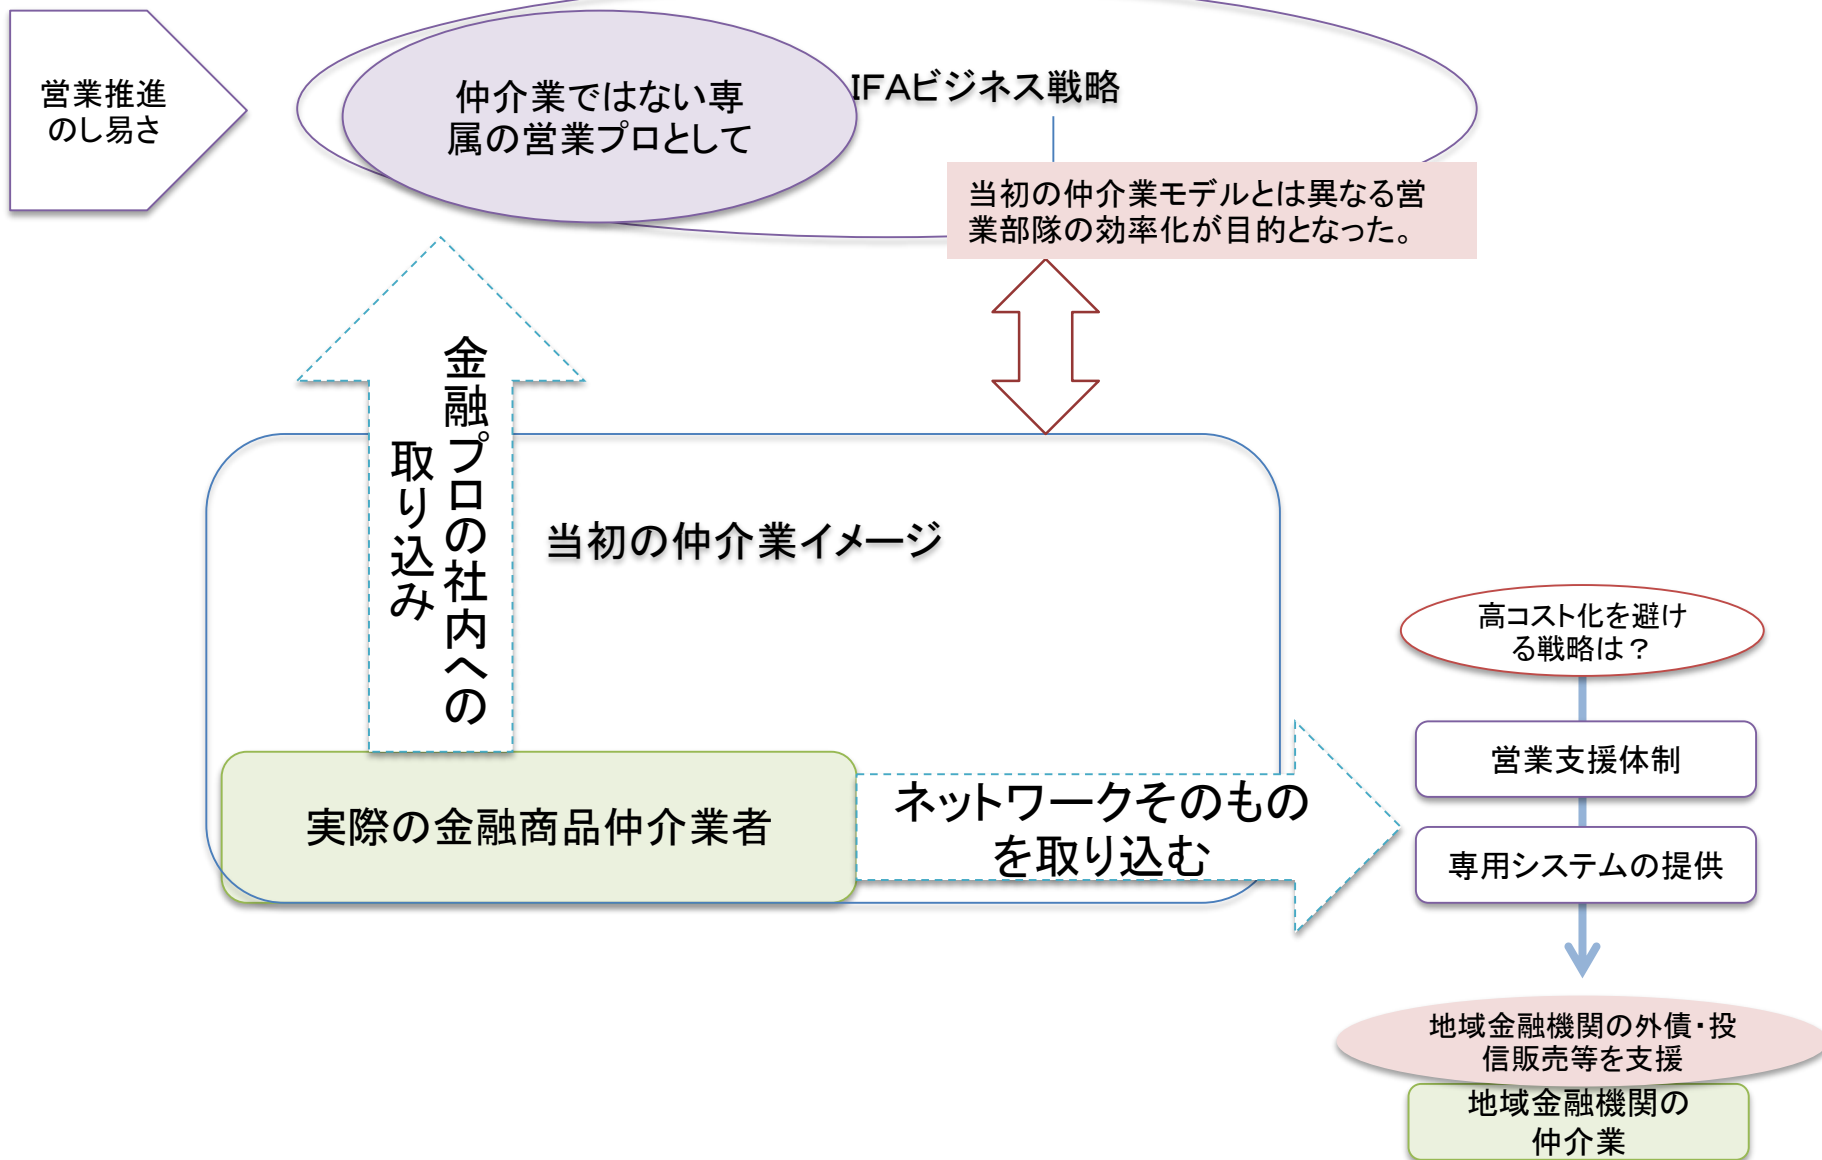 営業推進
のし易さ
仲介業ではない専
属の営業プロとして
IFAビジネス戦略
当初の仲介業モデルとは異なる営
業部隊の効率化が目的となった。
金融プロの社内への
取り込み
当初の仲介業イメージ
実際の金融商品仲介業者
ネットワークそのもの
を取り込む
高コスト化を避け
る戦略は？
営業支援体制
専用システムの提供
地域金融機関の外債・投
信販売等を支援
地域金融機関の
仲介業